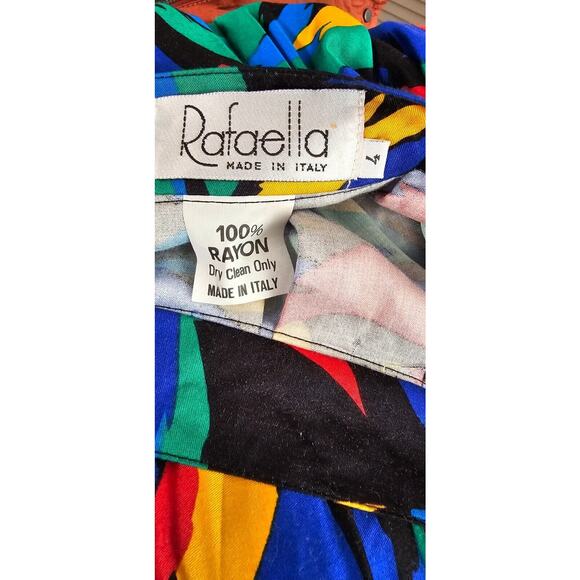 Rafaella
MADE IN ITALY
4
100%
RAYON
Dry Clean Only
MADE IN ITALY